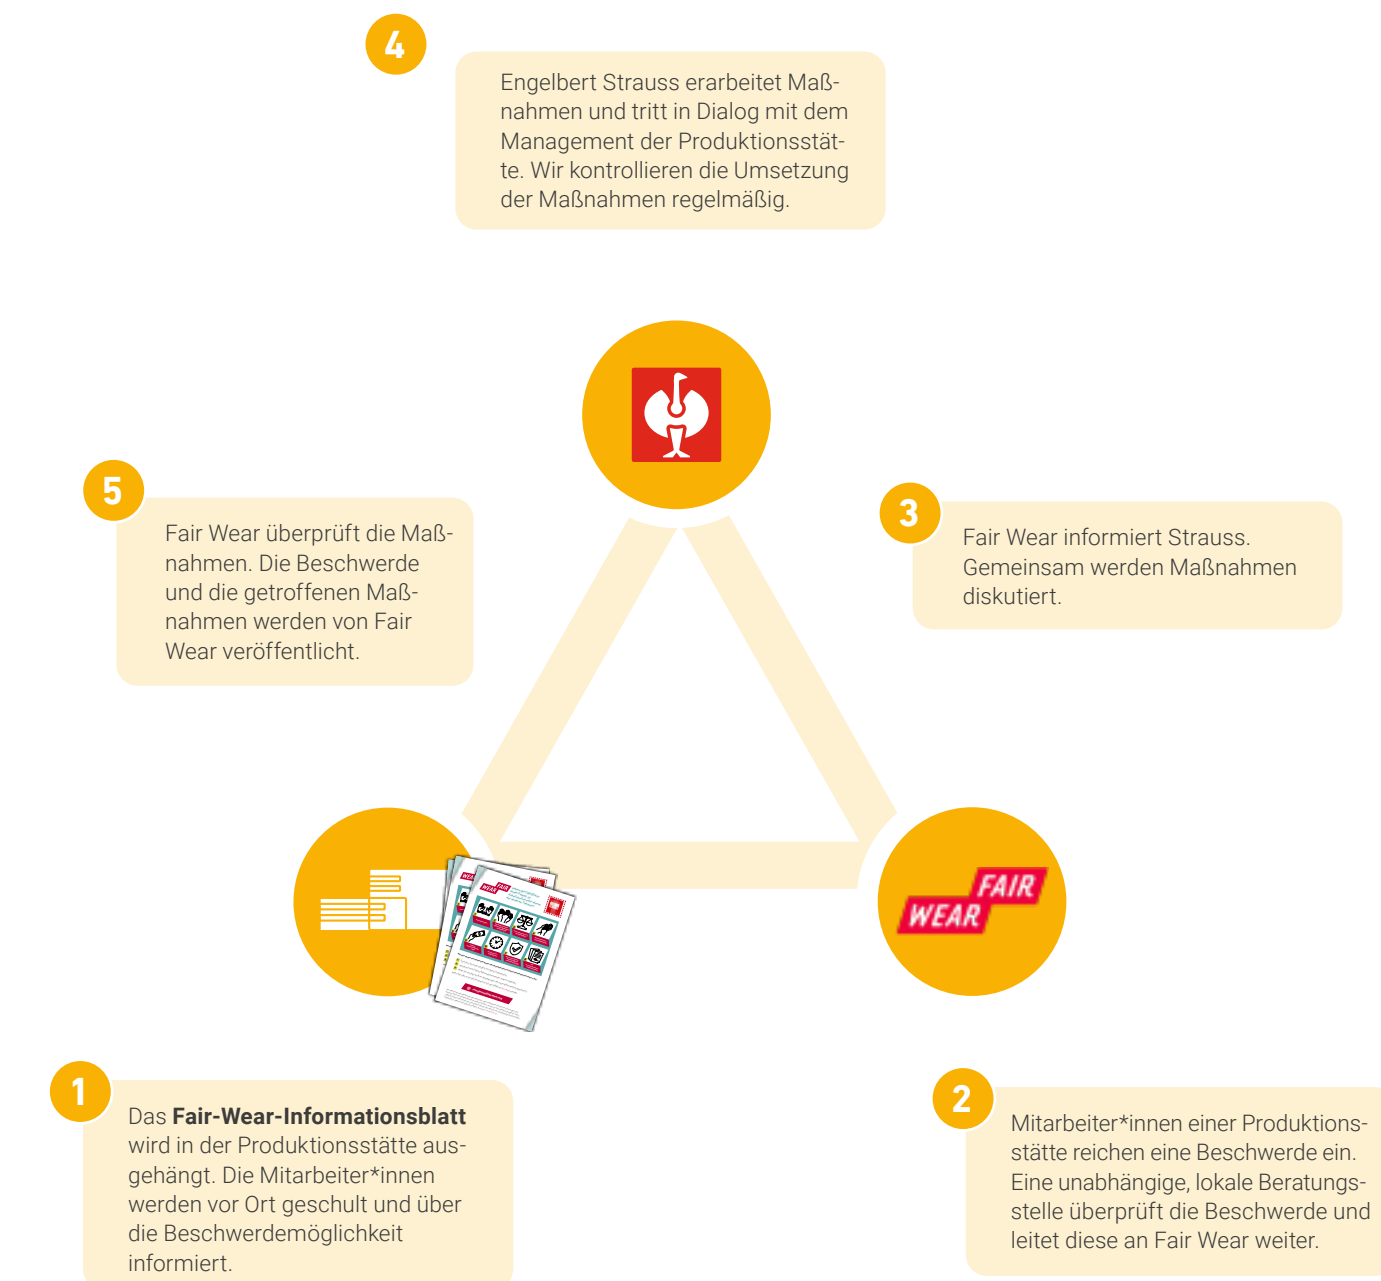 4
Engelbert Strauss erarbeitet Maß-
nahmen und tritt in Dialog mit dem
Management der Produktionsstät-
te. Wir kontrollieren die Umsetzung
der Maßnahmen regelmäßig.
5
Fair Wear überprüft die Maß-
nahmen. Die Beschwerde
und die getroffenen Maß-
nahmen werden von Fair
Wear veröffentlicht.
3
Fair Wear informiert Strauss.
Gemeinsam werden Maßnahmen
diskutiert.
FAIR
WEAR
FAIR
WEAR
1
Das Fair-Wear-Informationsblatt
wird in der Produktionsstätte aus-
gehängt. Die Mitarbeiter*innen
werden vor Ort geschult und über
die Beschwerdemöglichkeit
informiert.
2
Mitarbeiter*innen einer Produktions-
stätte reichen eine Beschwerde ein.
Eine unabhängige, lokale Beratungs-
stelle überprüft die Beschwerde und
leitet diese an Fair Wear weiter.